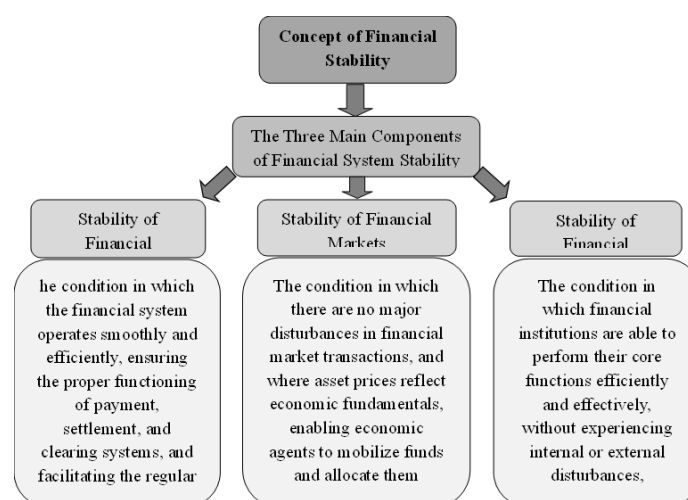 Concept of Financial
Stability
The Three Main Components
of Financial System Stability
Stability of
Financial
he condition in which
the financial system
operates smoothly and
efficiently, ensuring
the proper functioning
of payment,
settlement, and
clearing systems, and
facilitating the regular
Stability of Financial
Markets
The condition in which
there are no major
disturbances in financial
market transactions, and
where asset prices reflect
economic fundamentals,
enabling economic
agents to mobilize funds
and allocate them
Stability of
Financial
The condition in
which financial
institutions are able to
perform their core
functions efficiently
and effectively,
without experiencing
internal or external
disturbances,